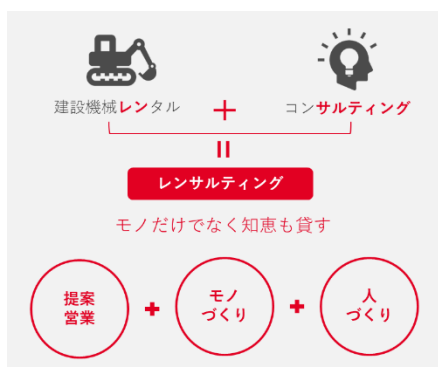 建設機械レンタル
＋
コンサルティング
＝
レンサルティング
モノだけでなく知恵も貸す
提案
営業
＋
モノ
づくり
＋
人
づくり